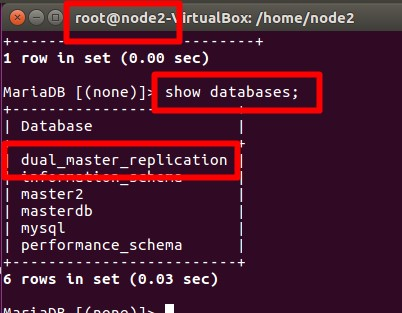 root@node2-VirtualBox: /home/node2
+------------------------+
1 row in set (0.00 sec)
MariaDB [(none)]> show databases;
+----------------------+
| Database             |
+----------------------+
| dual_master_replication |
| information_schema |
| master2 |
| masterdb |
| mysql |
| performance_schema |
+----------------------+
6 rows in set (0.03 sec)
MariaDB [(none)]>